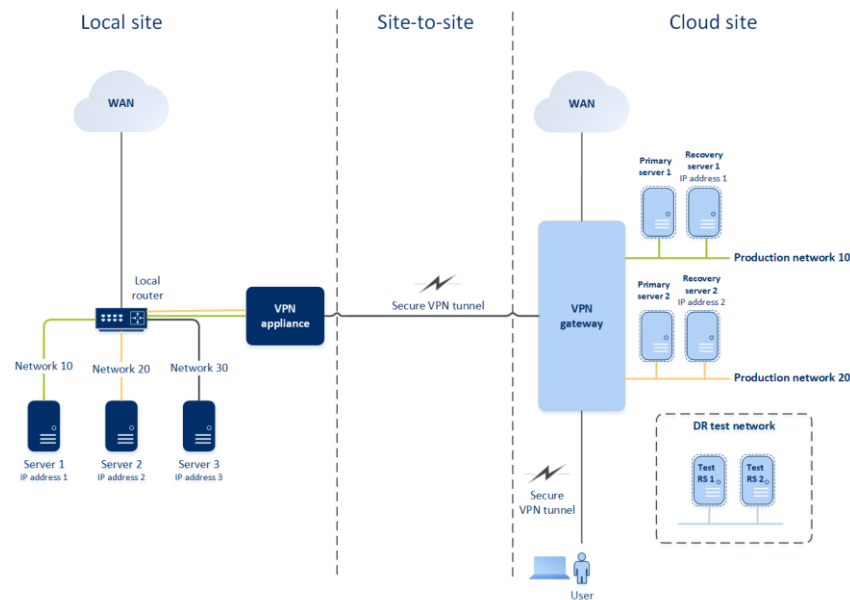 Local site
Site-to-site
Cloud site
WAN
WAN
Primary
server 1
Recovery
server 1
IP address 1
Production network 10
Local
router
VPN
appliance
Secure VPN tunnel
VPN
gateway
Primary
server 2
Recovery
server 2
IP address 2
Production network 20
Network 10
Network 20
Network 30
Server 1
IP address 1
Server 2
IP address 2
Server 3
IP address 3
DR test network
Test
RS 1
Test
RS 2
Secure
VPN tunnel
User